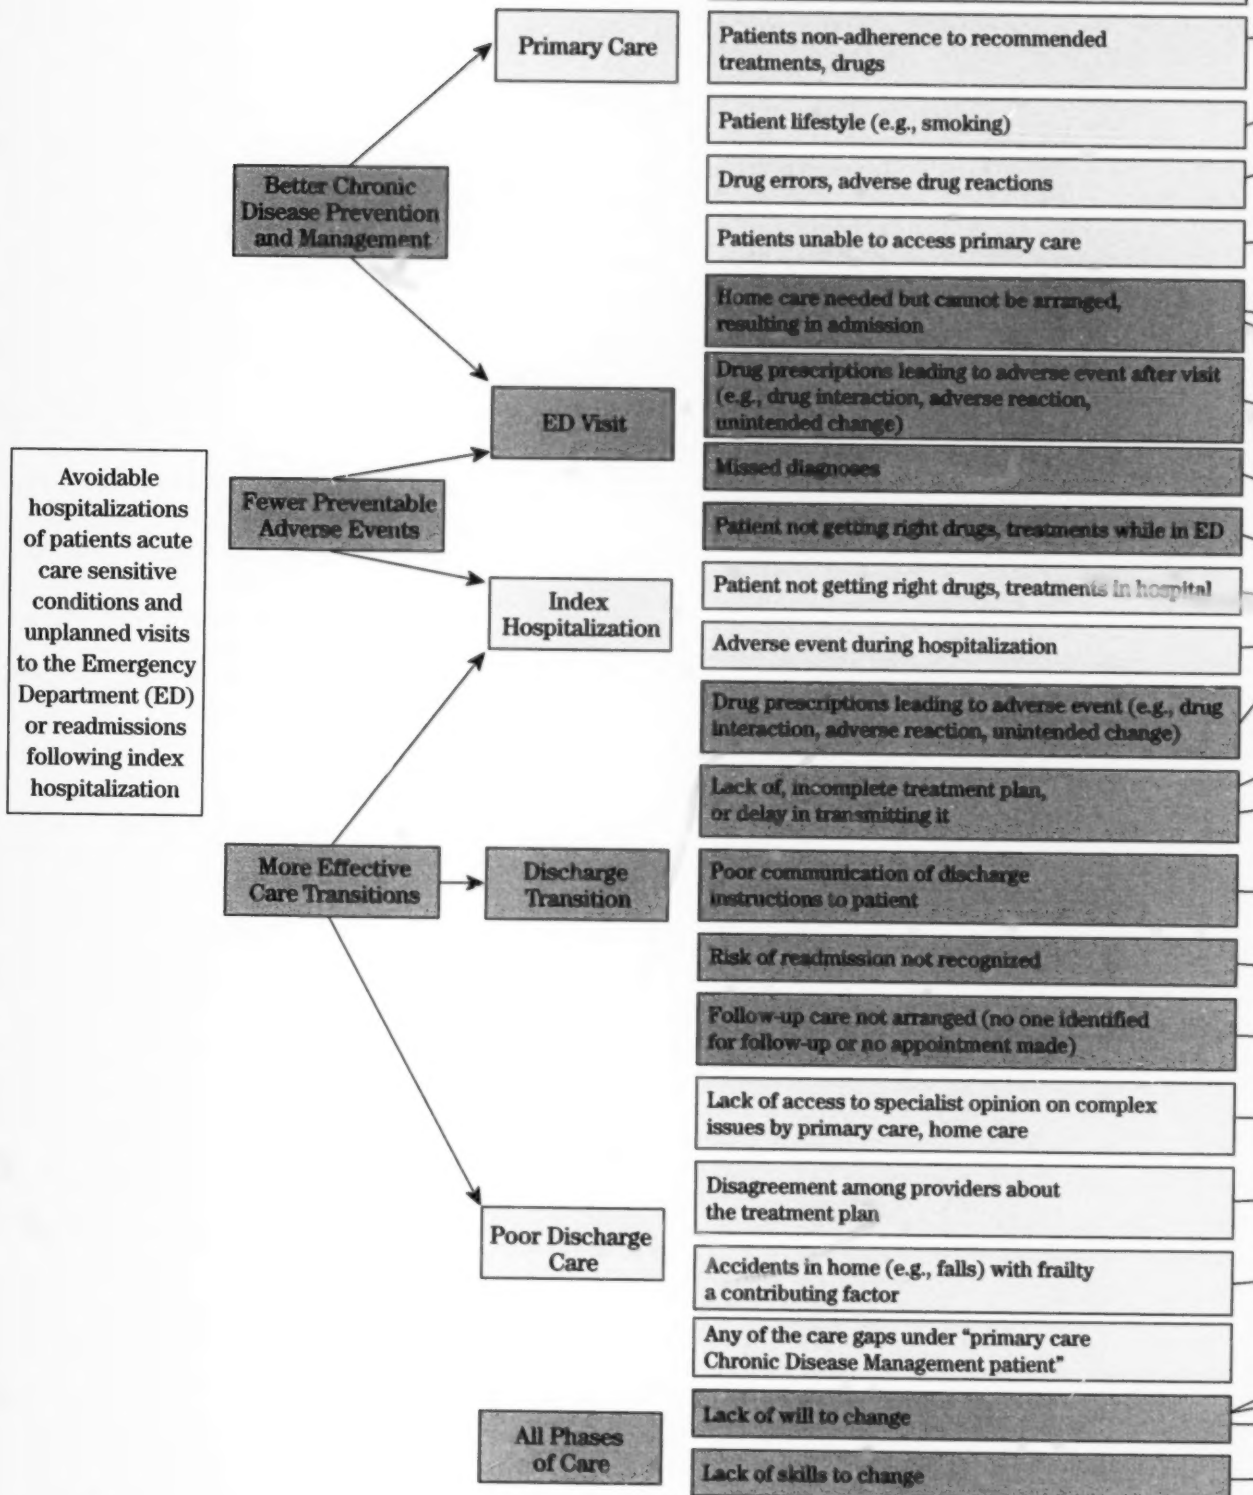 Primary Care
Patients non-adherence to recommended
treatments, drugs
Patient lifestyle (e.g., smoking)
Drug errors, adverse drug reactions
Patients unable to access primary care
Better Chronic
Disease Prevention
and Management
Home care needed but cannot be arranged,
resulting in admission
Drug prescriptions leading to adverse event after visit
(e.g., drug interaction, adverse reaction,
unintended change)
ED Visit
Missed diagnoses
Patient not getting right drugs, treatments while in ED
Avoidable
hospitalizations
of patients acute
care sensitive
conditions and
unplanned visits
to the Emergency
Department (ED)
or readmissions
following index
hospitalization
Fewer Preventable
Adverse Events
Index
Hospitalization
Patient not getting right drugs, treatments in hospital
Adverse event during hospitalization
Drug prescriptions leading to adverse event (e.g., drug
interaction, adverse reaction, unintended change)
Lack of, incomplete treatment plan,
or delay in transmitting it
More Effective
Care Transitions
Discharge
Transition
Poor communication of discharge
instructions to patient
Risk of readmission not recognized
Follow-up care not arranged (no one identified
for follow-up or no appointment made)
Lack of access to specialist opinion on complex
issues by primary care, home care
Poor Discharge
Care
Disagreement among providers about
the treatment plan
Accidents in home (e.g., falls) with frailty
a contributing factor
Any of the care gaps under "primary care
Chronic Disease Management patient"
All Phases
of Care
Lack of will to change
Lack of skills to change